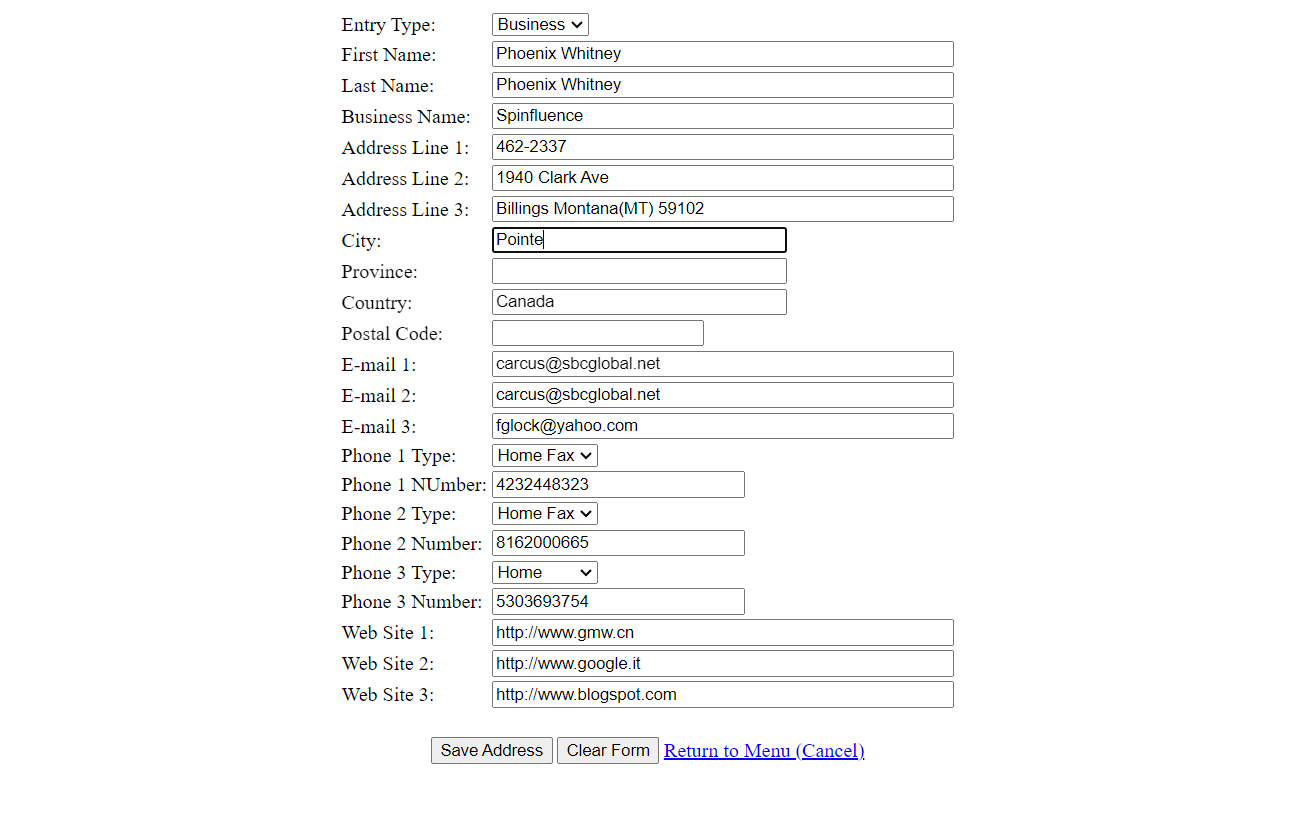 Entry Type: Business
First Name: Phoenix Whitney
Last Name: Phoenix Whitney
Business Name: Spinfluence
Address Line 1: 462-2337
Address Line 2: 1940 Clark Ave
Address Line 3: Billings Montana(MT) 59102
City: Pointe
Province:
Country: Canada
Postal Code:
E-mail 1: carcus@sbcglobal.net
E-mail 2: carcus@sbcglobal.net
E-mail 3: fglock@yahoo.com
Phone 1 Type: Home Fax
Phone 1 NUmber: 4232448323
Phone 2 Type: Home Fax
Phone 2 Number: 8162000665
Phone 3 Type: Home
Phone 3 Number: 5303693754
Web Site 1: http://www.gmw.cn
Web Site 2: http://www.google.it
Web Site 3: http://www.blogspot.com
Save Address Clear Form Return to Menu (Cancel)